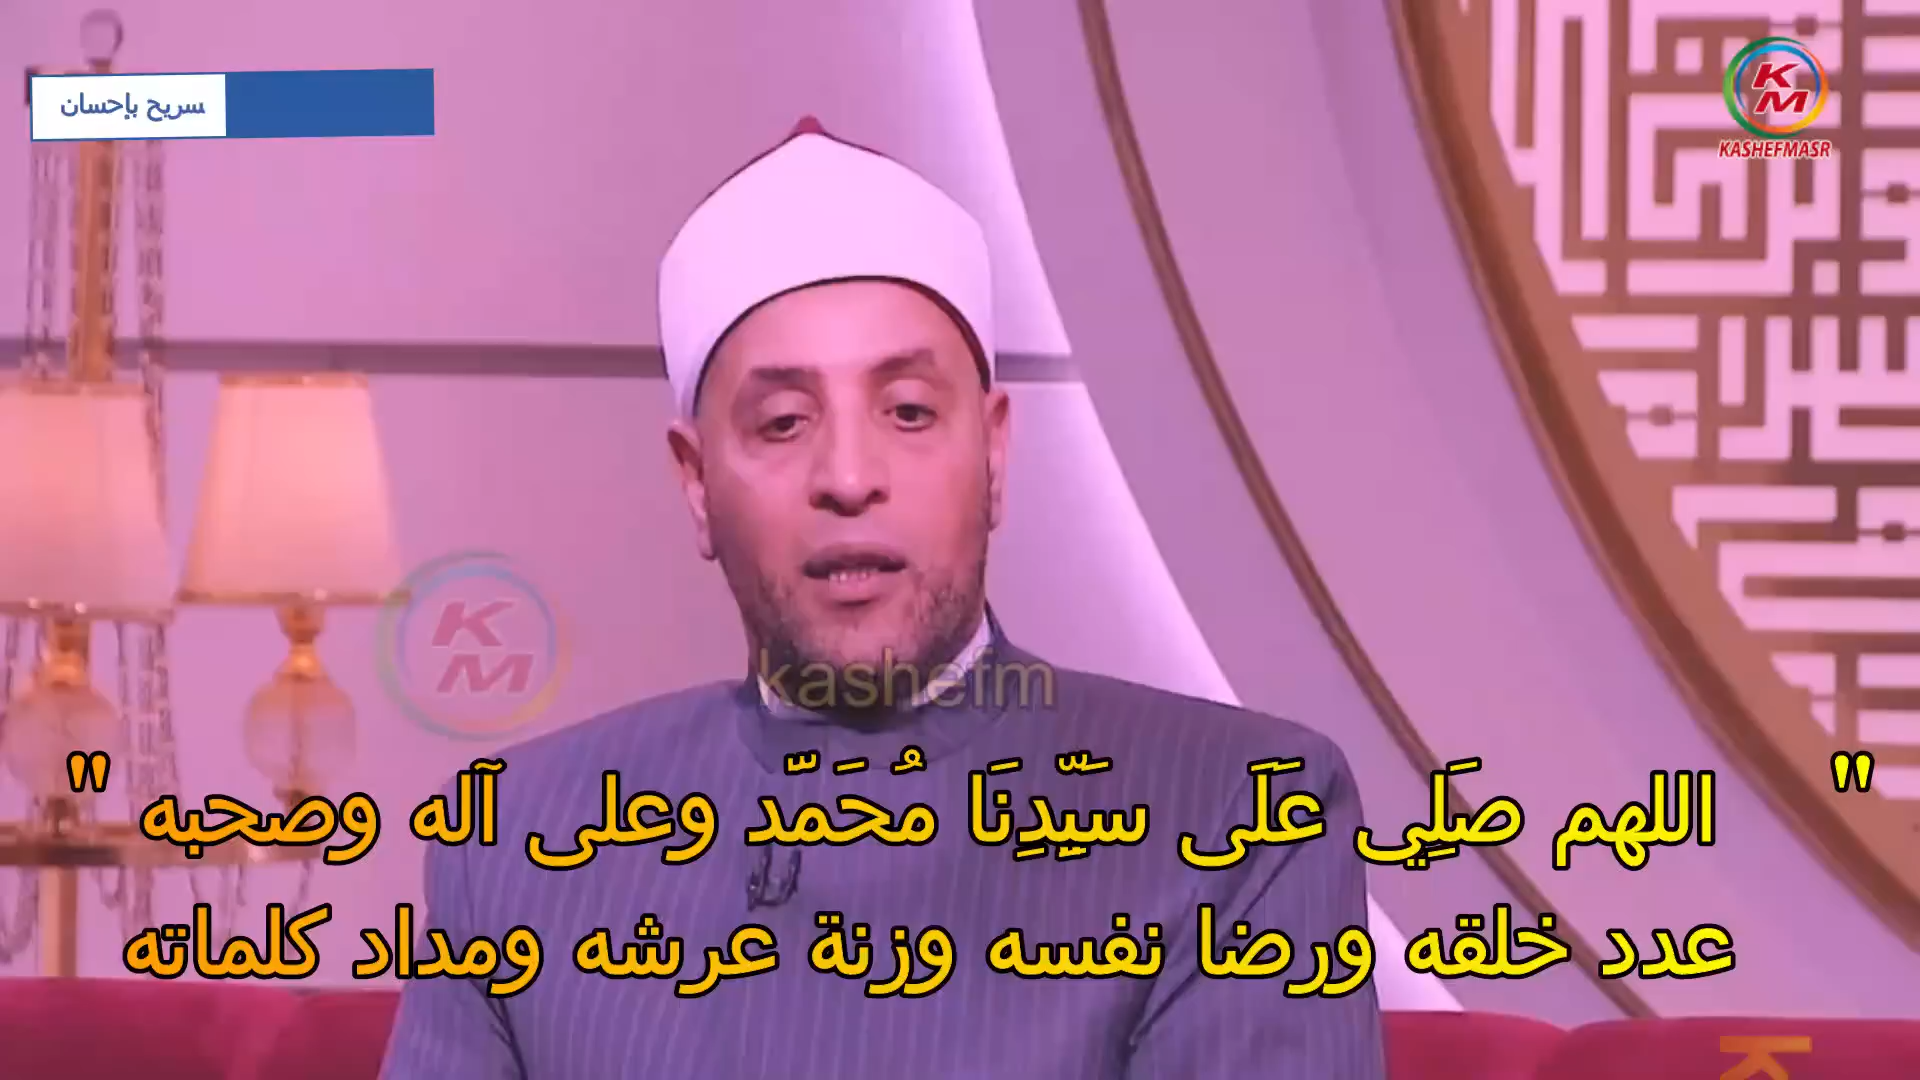 سريح بإحسان
KM
KASHEFMASR
KM
kashefm
" اللهم صَلِي عَلَى سَيِّدِنَا مُحَمَّد وعلى آله وصحبه "
عدد خلقه ورضا نفسه وزنة عرشه ومداد كلماته
K